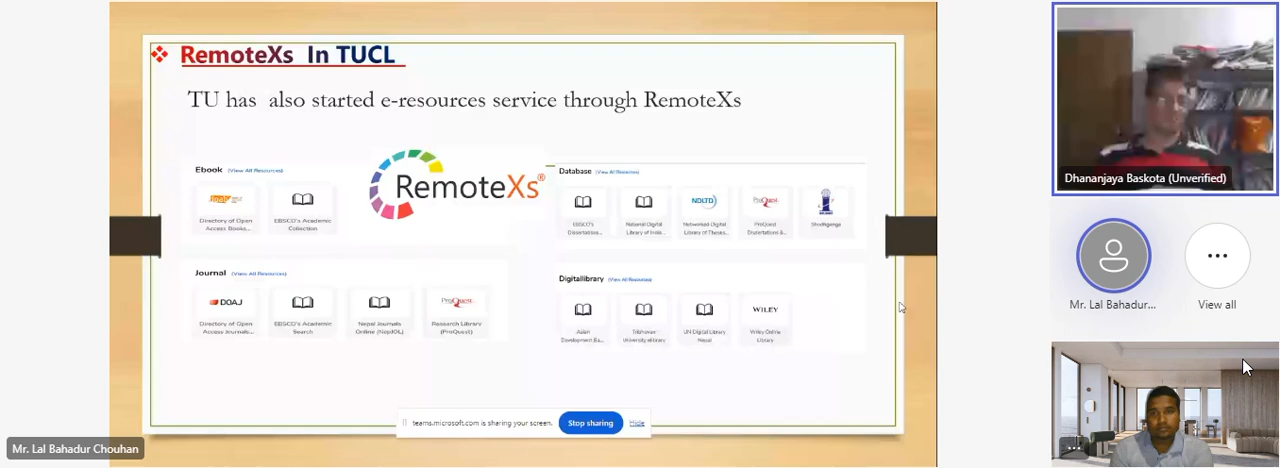 RemoteXs In TUCL
TU has also started e-resources service through RemoteXs
Ebook (View All Resources)
Directory of Open
Access Books...
EBSCO's Academic
Collection
RemoteXs®
Database (View All Resources)
EBSCO's
Dissertations...
National Digital
Library of India...
NDLTD
Networked Digital
Library of Theses...
ProQuest
ProQuest
Dissertations &...
Shodhganga
Journal (View All Resources)
DOAJ
Directory of Open
Access Journals...
EBSCO's Academic
Search
Nepal Journals
Online (NepJOL)
ProQuest
Research Library
(ProQuest)
Digitallibrary (View All Resources)
Asian
Development Ba...
Tribhuvan
University eLibrary
UN Digital Library
Nepal
WILEY
Wiley Online
Library
teams.microsoft.com is sharing your screen.
Stop sharing
Hide
Mr. Lal Bahadur Chouhan
Dhananjaya Baskota (Unverified)
Mr. Lal Bahadur...
View all